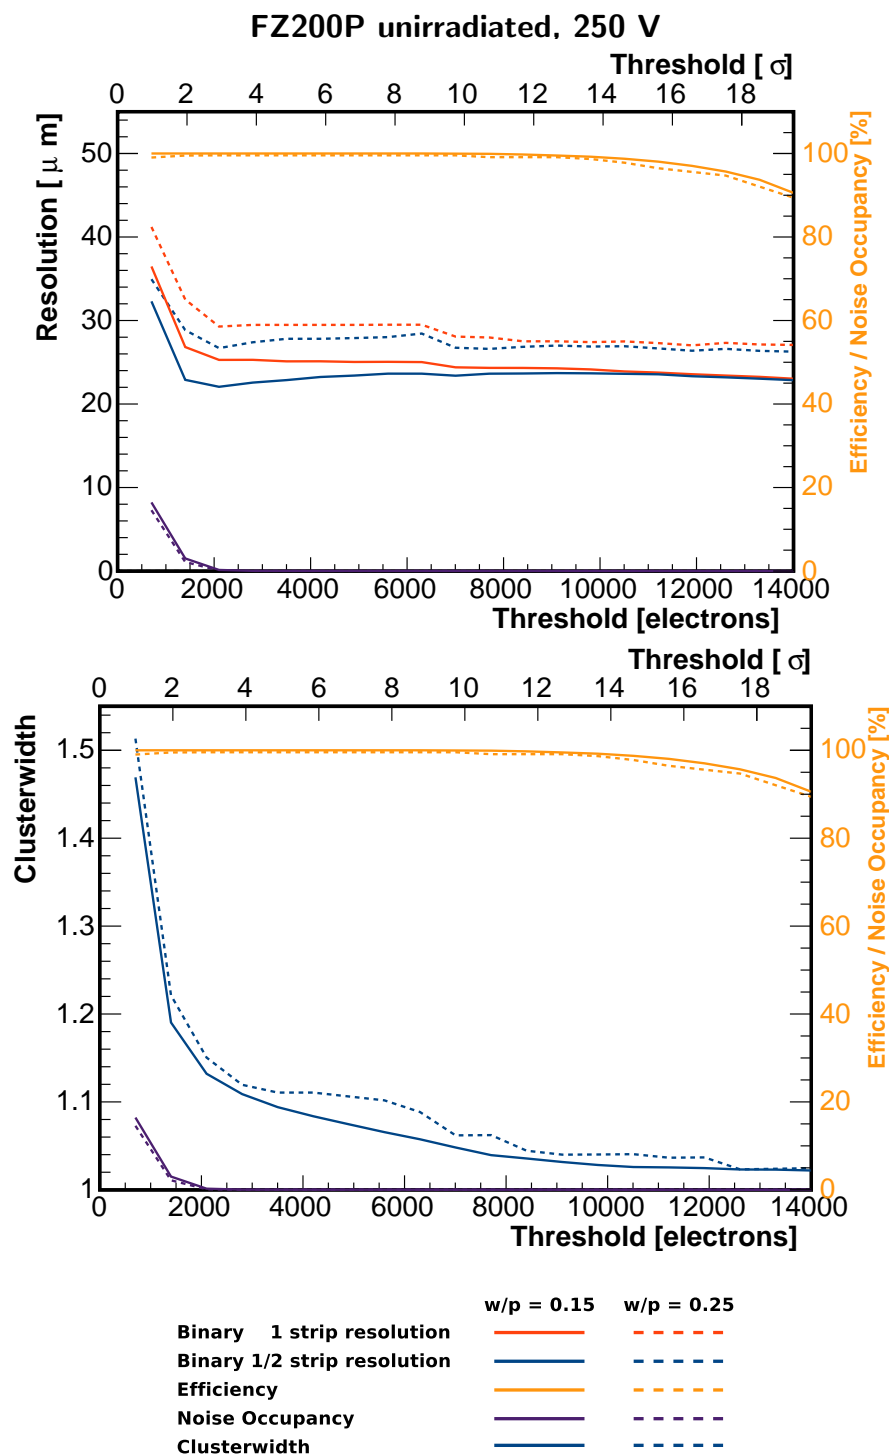 FZ200P unirradiated, 250 V
Threshold [ σ]
0 2 4 6 8 10 12 14 16 18
Resolution [ μ m]
50
40
30
20
10
0
100
80
60
40
20
0
Efficiency / Noise Occupancy [%]
0 2000 4000 6000 8000 10000 12000 14000
Threshold [electrons]
Threshold [ σ]
0 2 4 6 8 10 12 14 16 18
Clusterwidth
1.5
1.4
1.3
1.2
1.1
1
100
80
60
40
20
0
Efficiency / Noise Occupancy [%]
0 2000 4000 6000 8000 10000 12000 14000
Threshold [electrons]
w/p = 0.15 w/p = 0.25
Binary 1 strip resolution
Binary 1/2 strip resolution
Efficiency
Noise Occupancy
Clusterwidth